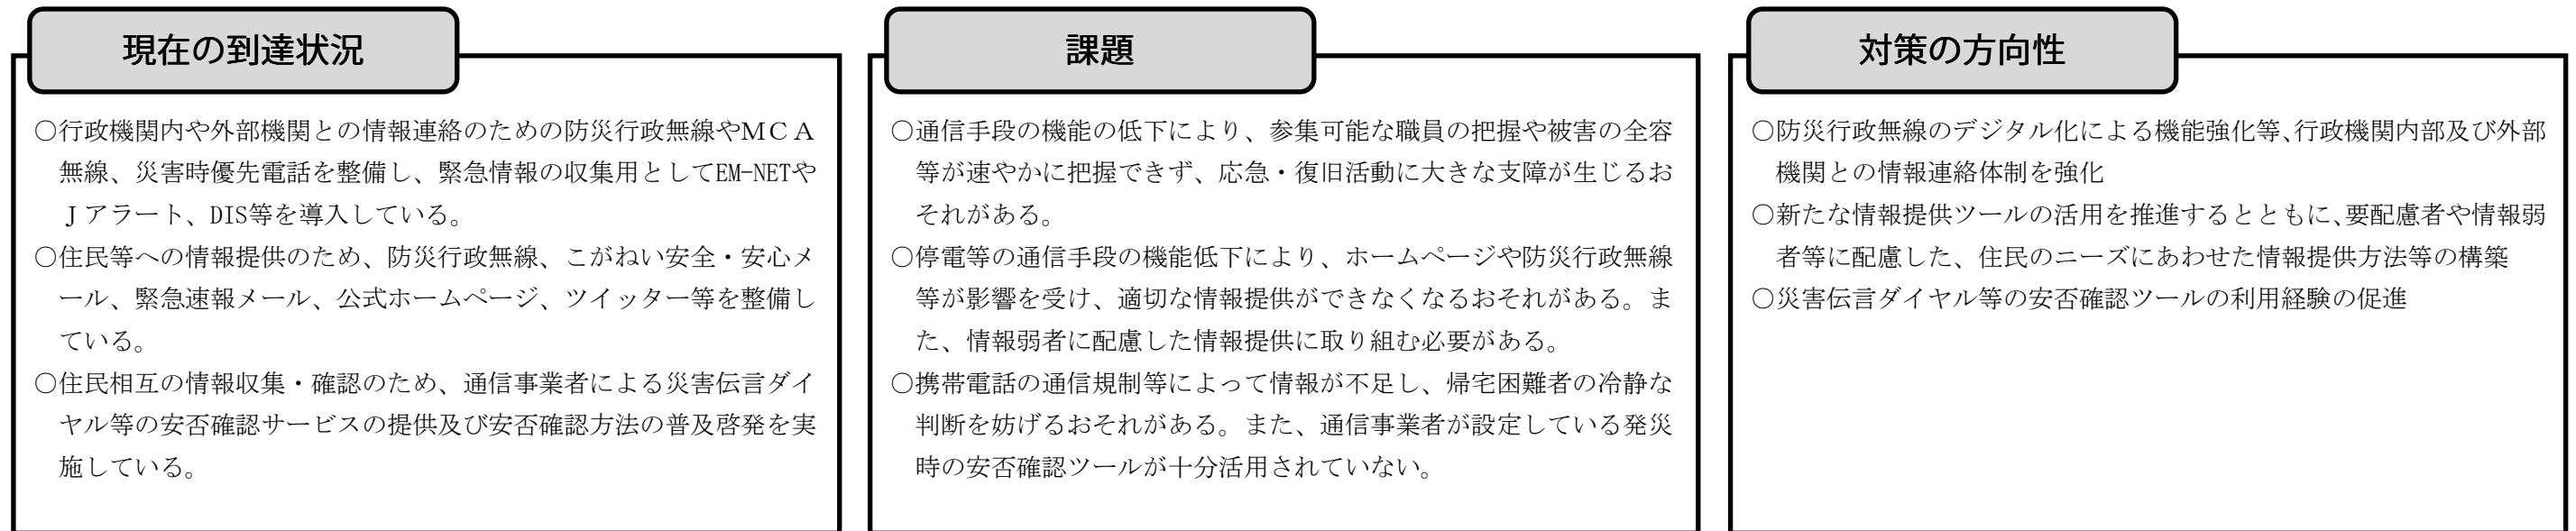 現在の到達状況
○行政機関内や外部機関との情報連絡のための防災行政無線やＭＣＡ
無線、災害時優先電話を整備し、緊急情報の収集用としてEM-NETや
Ｊアラート、DIS等を導入している。
○住民等への情報提供のため、防災行政無線、こがねい安全・安心メ
ール、緊急速報メール、公式ホームページ、ツイッター等を整備し
ている。
○住民相互の情報収集・確認のため、通信事業者による災害伝言ダイ
ヤル等の安否確認サービスの提供及び安否確認方法の普及啓発を実
施している。
課題
○通信手段の機能の低下により、参集可能な職員の把握や被害の全容
等が速やかに把握できず、応急・復旧活動に大きな支障が生じるお
それがある。
○停電等の通信手段の機能低下により、ホームページや防災行政無線
等が影響を受け、適切な情報提供ができなくなるおそれがある。ま
た、情報弱者に配慮した情報提供に取り組む必要がある。
○携帯電話の通信規制等によって情報が不足し、帰宅困難者の冷静な
判断を妨げるおそれがある。また、通信事業者が設定している発災
時の安否確認ツールが十分活用されていない。
対策の方向性
○防災行政無線のデジタル化による機能強化等､行政機関内部及び外部
機関との情報連絡体制を強化
○新たな情報提供ツールの活用を推進するとともに､要配慮者や情報弱
者等に配慮した、住民のニーズにあわせた情報提供方法等の構築
○災害伝言ダイヤル等の安否確認ツールの利用経験の促進